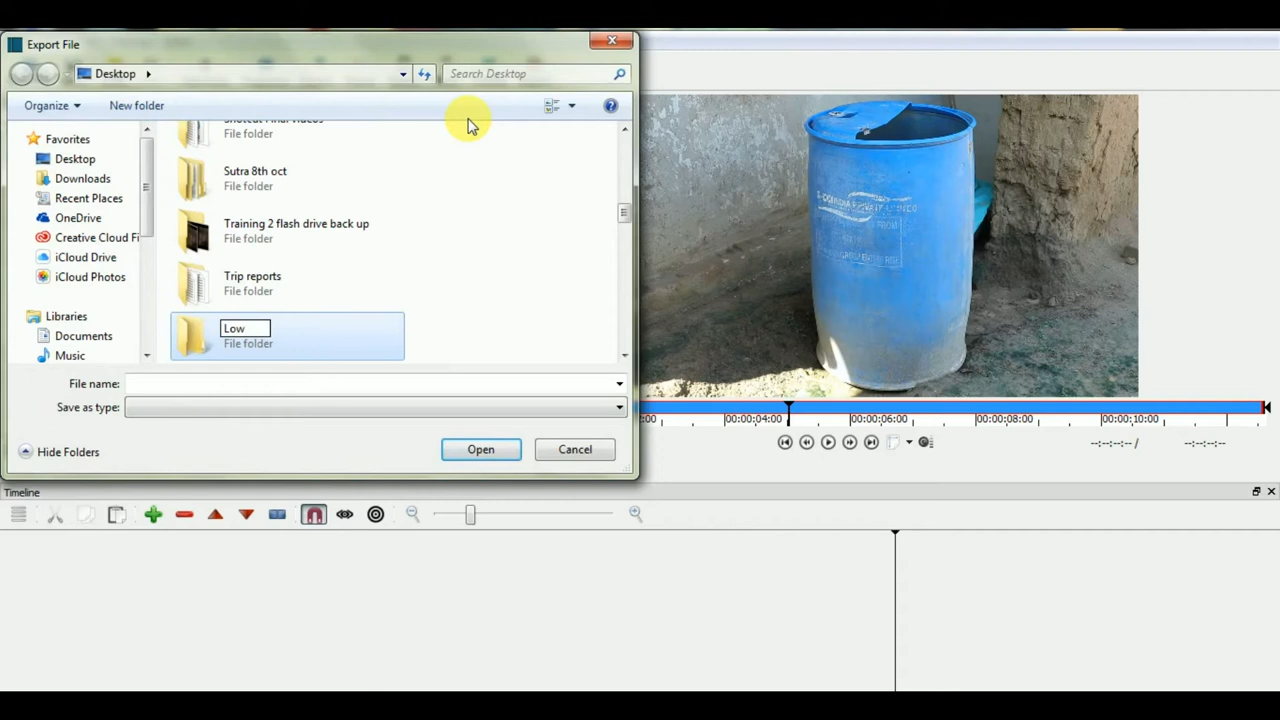 Export File
Desktop
Search Desktop
Organize
New folder
Favorites
Desktop
Downloads
Recent Places
OneDrive
Creative Cloud Fi
iCloud Drive
iCloud Photos
Libraries
Documents
Music
File folder
Sutra 8th oct
File folder
Training 2 flash drive back up
File folder
Trip reports
File folder
Low
File folder
File name:
Save as type:
Hide Folders
Open
Cancel
00:00:04:00
00:00:06:00
00:00:08:00
00:00:10:00
--:--:--:-- /
--:--:--:--
Timeline